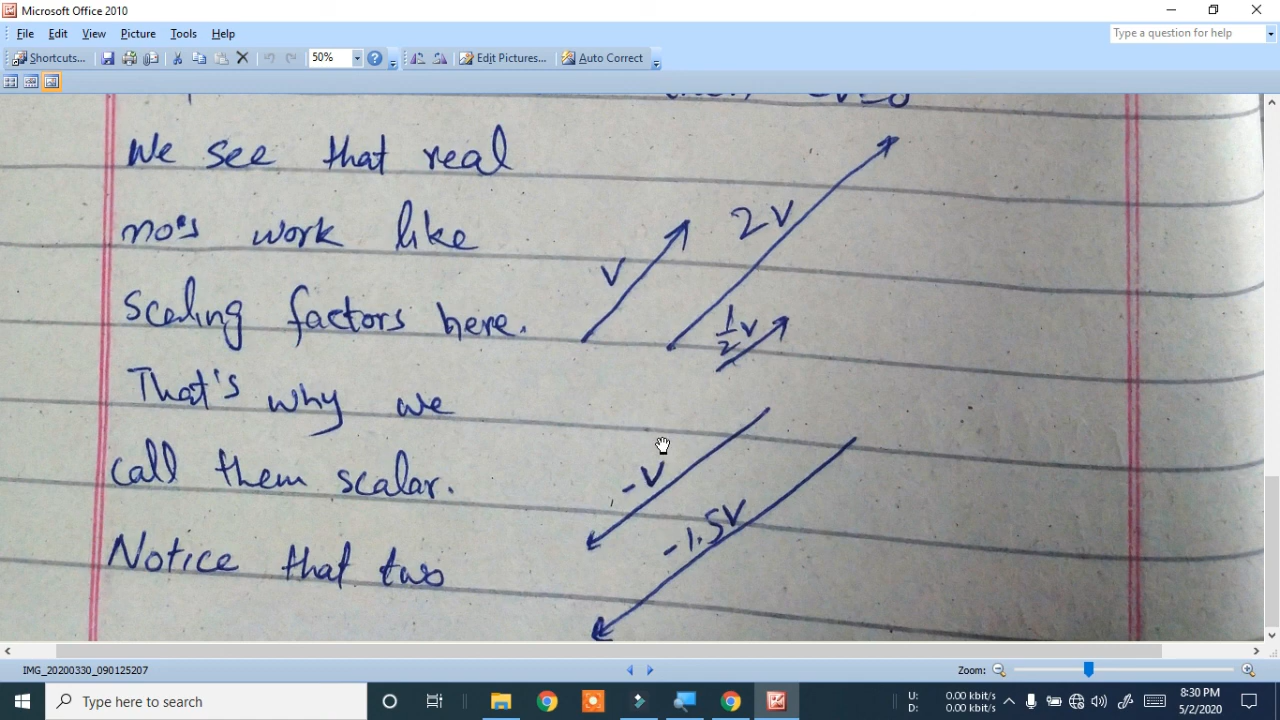 Microsoft Office 2010
File Edit View Picture Tools Help
Type a question for help
Shortcuts... 50% Edit Pictures... Auto Correct
We see that real
no's work like
scaling factors here.
That's why we
call them scalar.
Notice that two
v
2v
1/2 v
-v
-1.5v
IMG_20200330_090125207
Zoom:
Type here to search
U: 0.00 kbit/s
D: 0.00 kbit/s
8:30 PM
5/2/2020